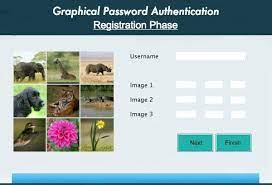 Graphical Password Authentication
Registration Phase
Username
Image 1
Image 2
Image 3
Next
Finish